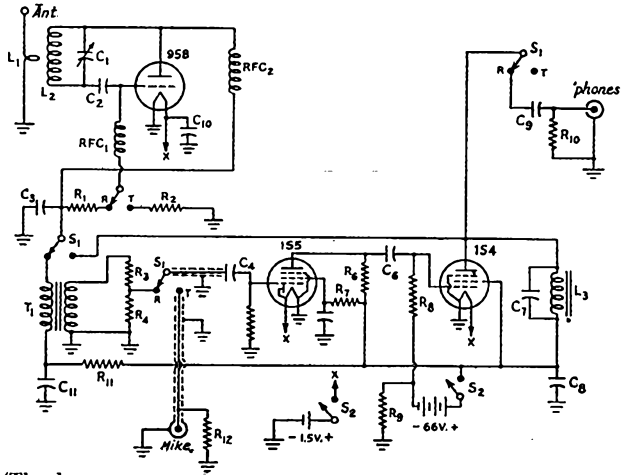 Ant.
L1
L2
C1
C2
958
RFC2
RFC1
C10
X
S1
R
T
'phones
C9
R10
C3
R1
R
T
R2
S1
T1
R3
R4
S1
R
T
C4
1S5
X
R6
R7
C6
R8
1S4
X
C7
L3
C11
R11
Mike
R12
X
S2
- 1.5V. +
R9
- 66V. +
S2
C8